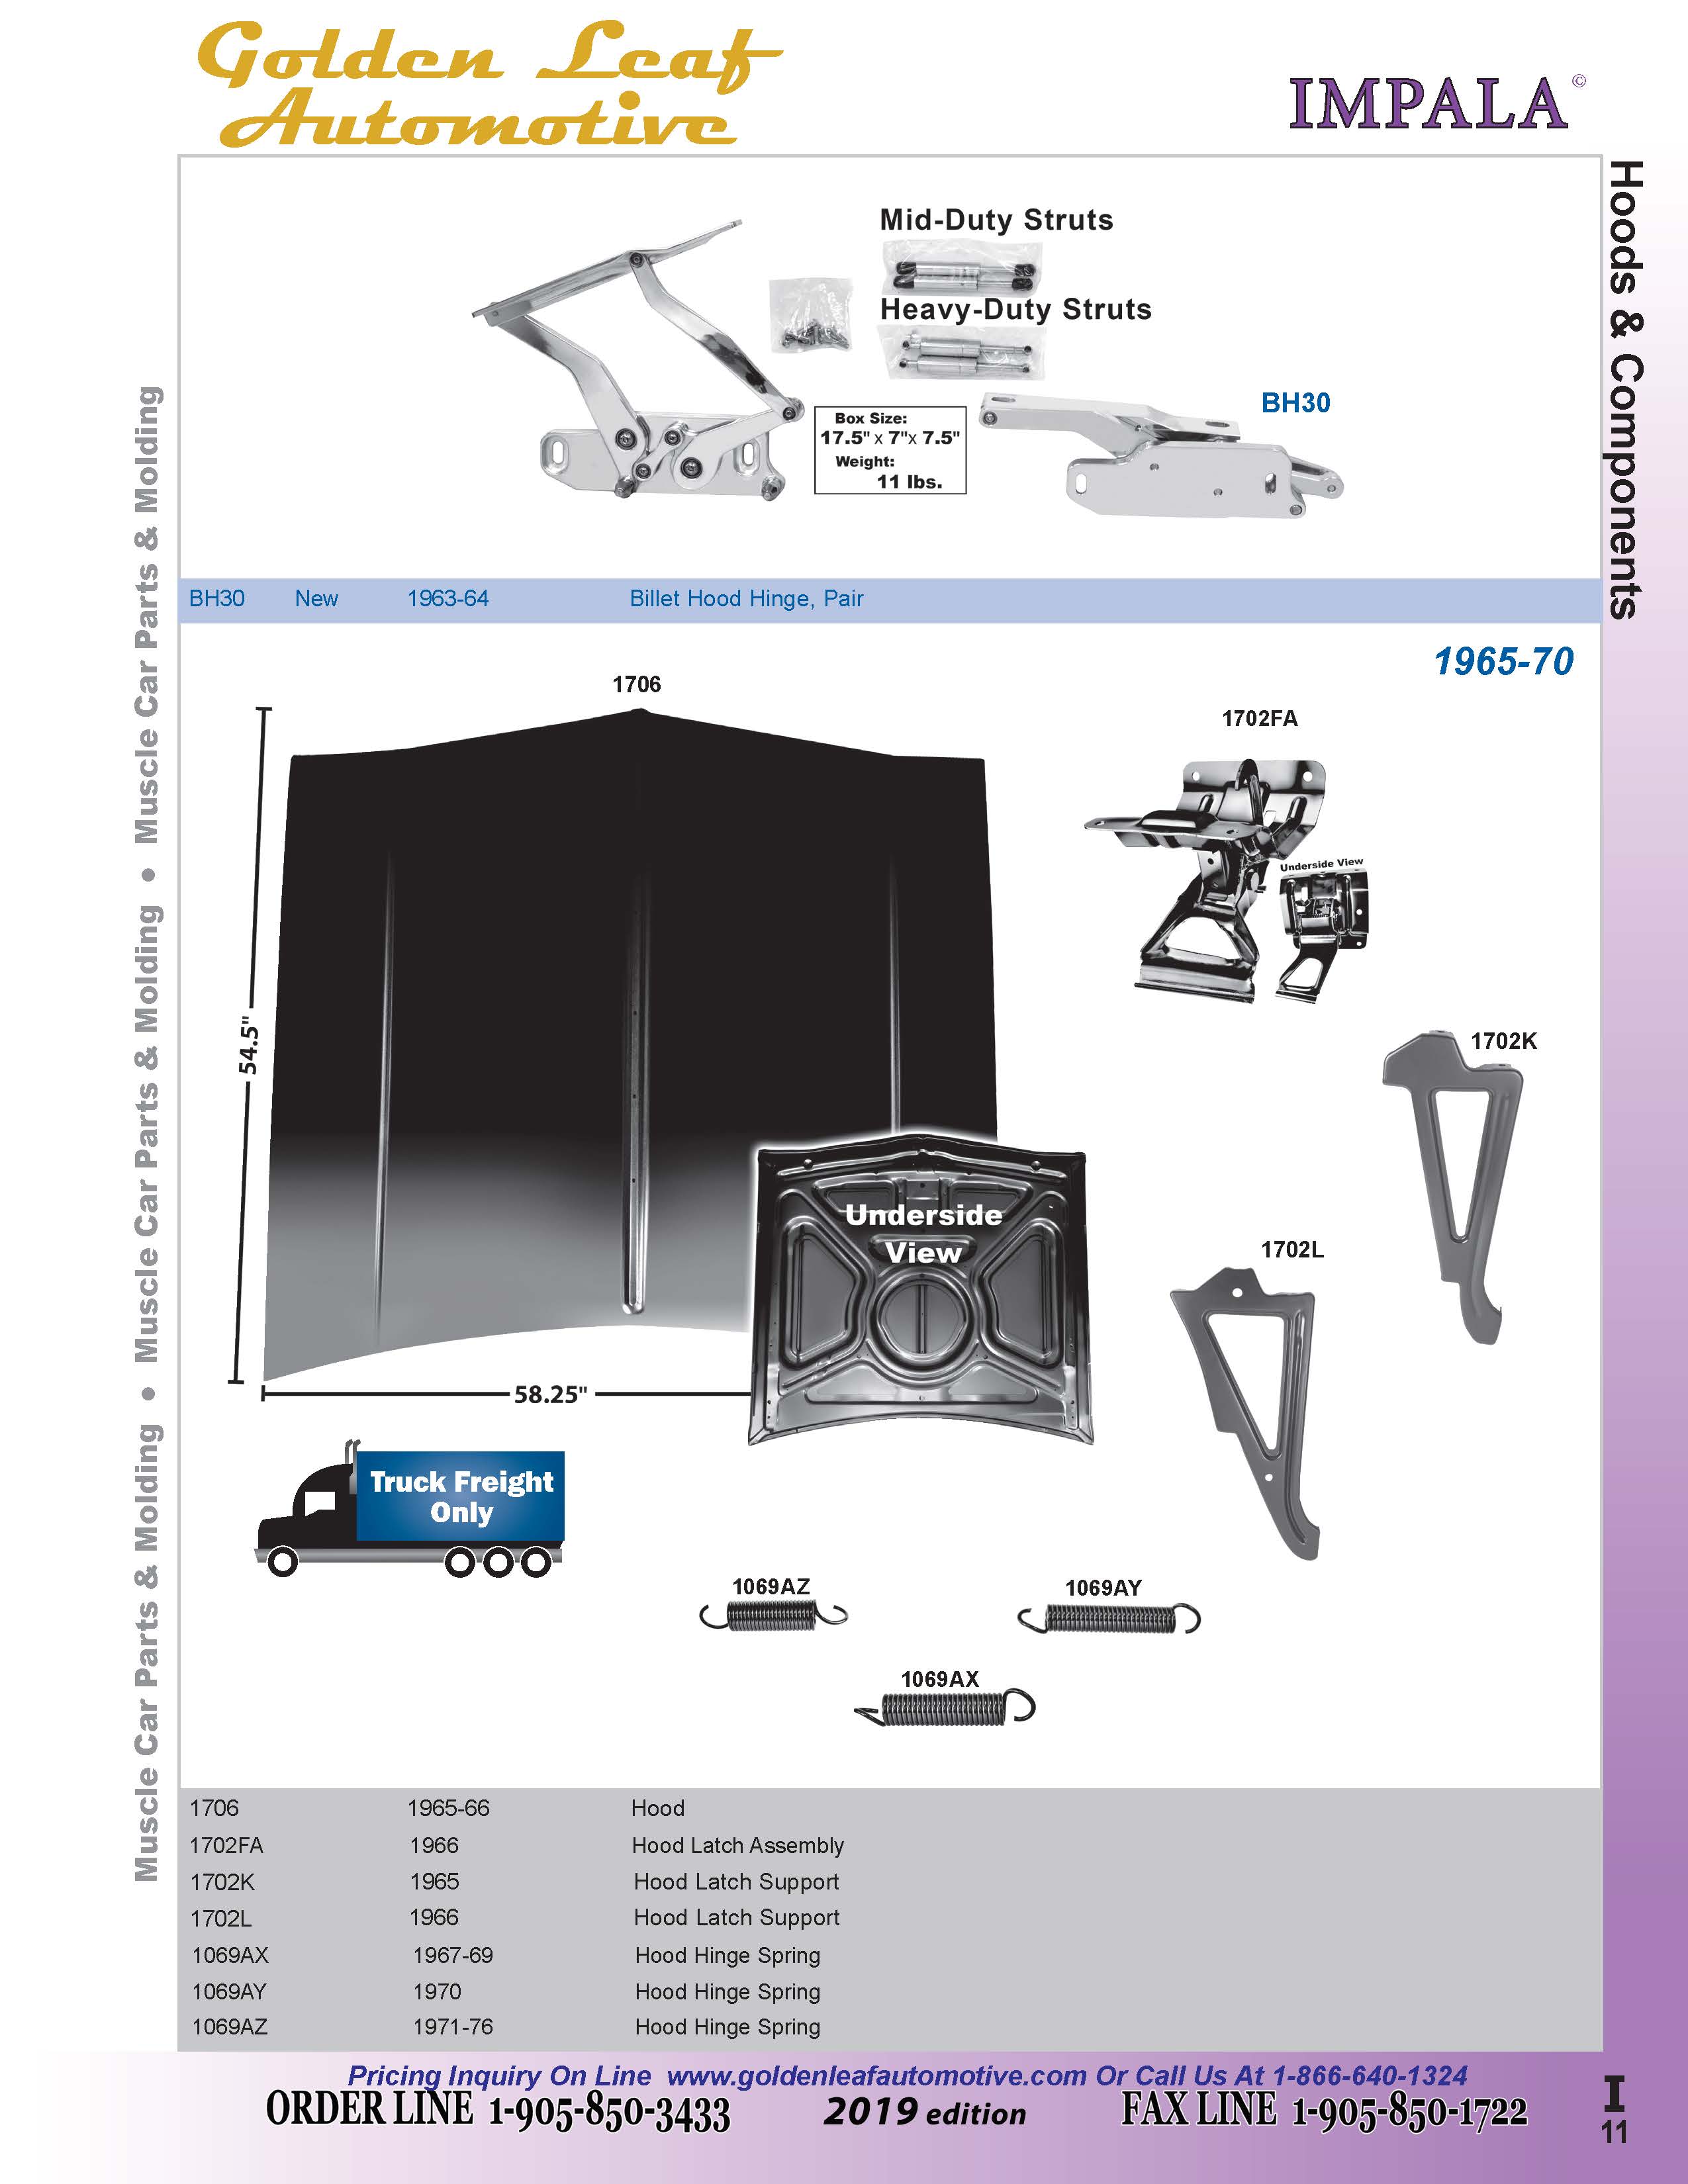 Golden Leaf
Automotive
IMPALA©
Hoods & Components
Muscle Car Parts & Molding • Muscle Car Parts & Molding • Muscle Car Parts & Molding
Mid-Duty Struts
Heavy-Duty Struts
BH30
Box Size:
17.5" x 7"x 7.5"
Weight:
11 lbs.
BH30 New 1963-64 Billet Hood Hinge, Pair
1965-70
1706
1702FA
Underside View
54.5"
1702K
Underside
View
1702L
58.25"
Truck Freight
Only
1069AZ
1069AY
1069AX
1706 1965-66 Hood
1702FA 1966 Hood Latch Assembly
1702K 1965 Hood Latch Support
1702L 1966 Hood Latch Support
1069AX 1967-69 Hood Hinge Spring
1069AY 1970 Hood Hinge Spring
1069AZ 1971-76 Hood Hinge Spring
Pricing Inquiry On Line www.goldenleafautomotive.com Or Call Us At 1-866-640-1324
ORDER LINE 1-905-850-3433 2019 edition FAX LINE 1-905-850-1722
I
11